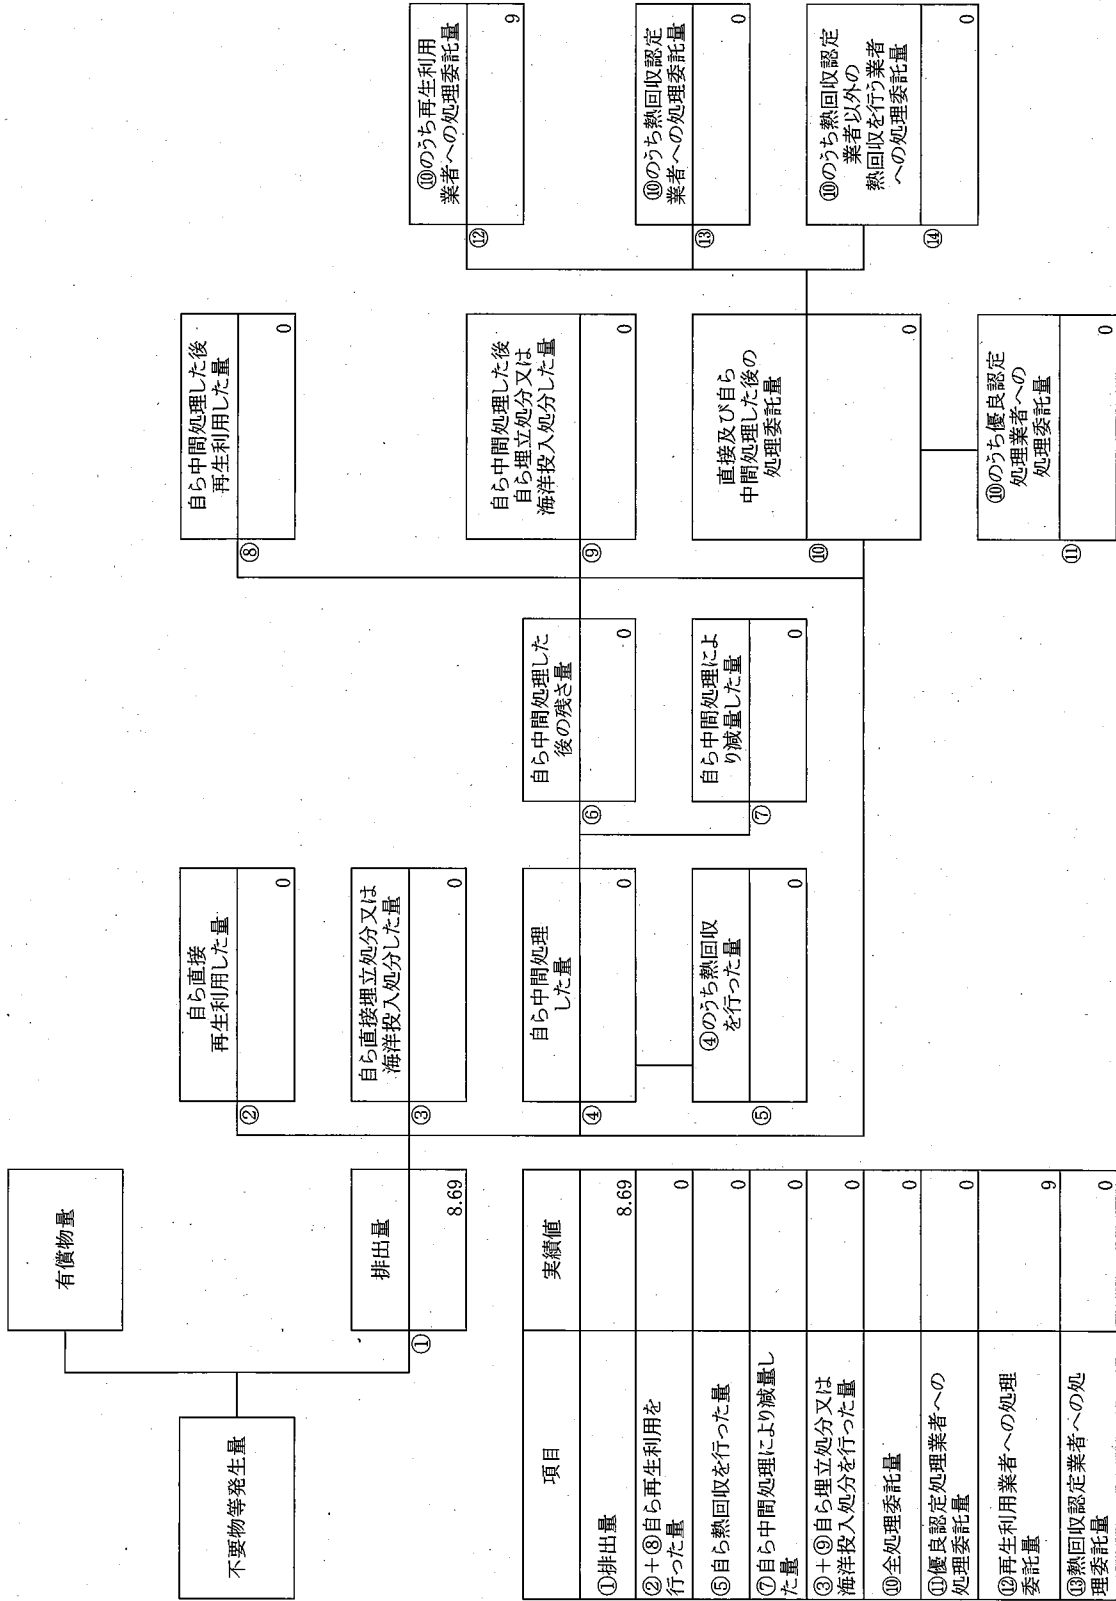 不要物等発生量
有償物量
排出量
①
8.69
自ら直接
再生利用した量
②
0
自ら直接埋立処分又は
海洋投入処分した量
③
0
自ら中間処理
した量
④
0
④のうち熱回収
を行った量
⑤
0
自ら中間処理した
後の残さ量
⑥
0
自ら中間処理によ
り減量した量
⑦
0
自ら中間処理した後
再生利用した量
⑧
0
自ら中間処理した後
自ら埋立処分又は
海洋投入処分した量
⑨
0
直接及び自ら
中間処理した後の
処理委託量
⑩
0
⑩のうち優良認定
処理業者への
処理委託量
⑪
0
⑩のうち再生利用
業者への処理委託量
⑫
9
⑩のうち熱回収認定
業者への処理委託量
⑬
0
⑩のうち熱回収認定
業者以外の
熱回収を行う業者
への処理委託量
⑭
0
項目 実績値
①排出量 8.69
②+⑧自ら再生利用を
行った量 0
⑤自ら熱回収を行った量 0
⑦自ら中間処理により減量し
た量 0
③+⑨自ら埋立処分又は
海洋投入処分を行った量 0
⑩全処理委託量 0
⑪優良認定処理業者への
処理委託量 0
⑫再生利用業者への処理
委託量 9
⑬熱回収認定業者への処
理委託量 0